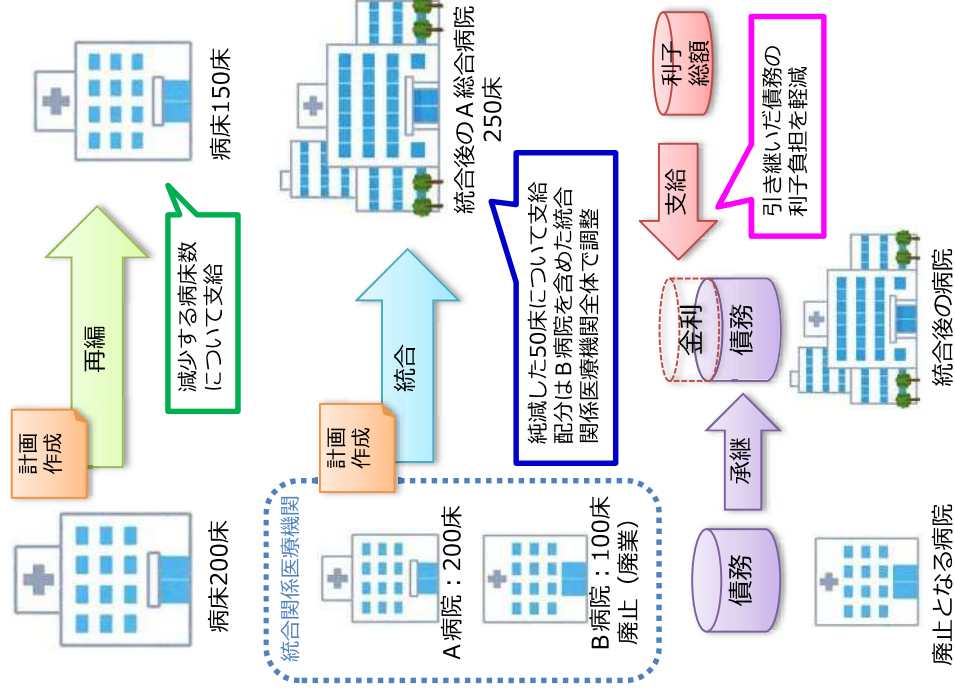 計画
作成
再編
病床200床
病床150床
減少する病床数
について支給
統合関係医療機関
A病院：200床
B病院：100床
廃止（廃業）
計画
作成
統合
統合後のA総合病院
250床
純減した50床について支給
配分はB病院を含めた統合
関係医療機関全体で調整
債務
廃止となる病院
承継
金利
債務
統合後の病院
支給
利子
総額
引き継いだ債務の
利子負担を軽減